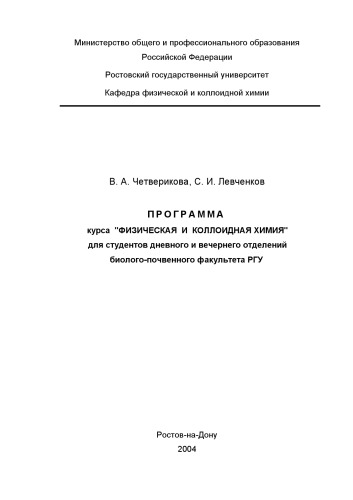 Министерство общего и профессионального образования
Российской Федерации
Ростовский государственный университет
Кафедра физической и коллоидной химии
В. А. Четверикова, С. И. Левченков
П Р О Г Р А М М А
курса "ФИЗИЧЕСКАЯ И КОЛЛОИДНАЯ ХИМИЯ"
для студентов дневного и вечернего отделений
биолого-почвенного факультета РГУ
Ростов-на-Дону
2004